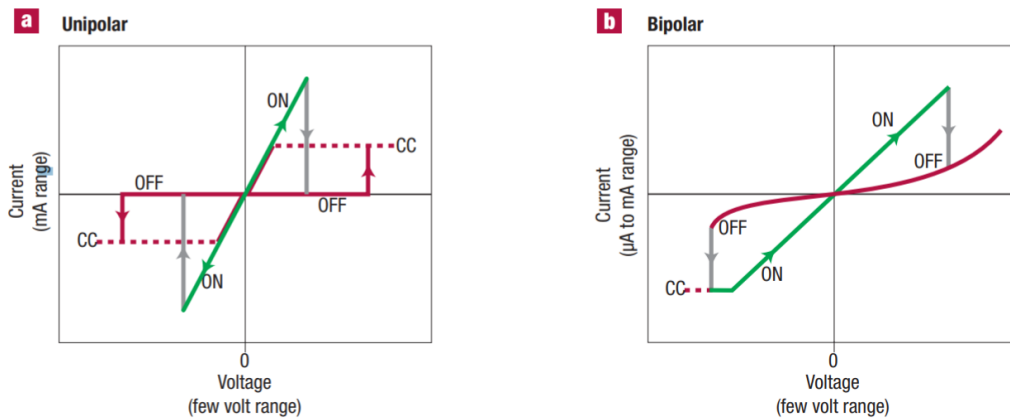 a Unipolar
Current
(mA range)
ON
CC
OFF
OFF
CC
ON
0
Voltage
(few volt range)
b Bipolar
Current
(µA to mA range)
ON
OFF
OFF
CC
ON
0
Voltage
(few volt range)